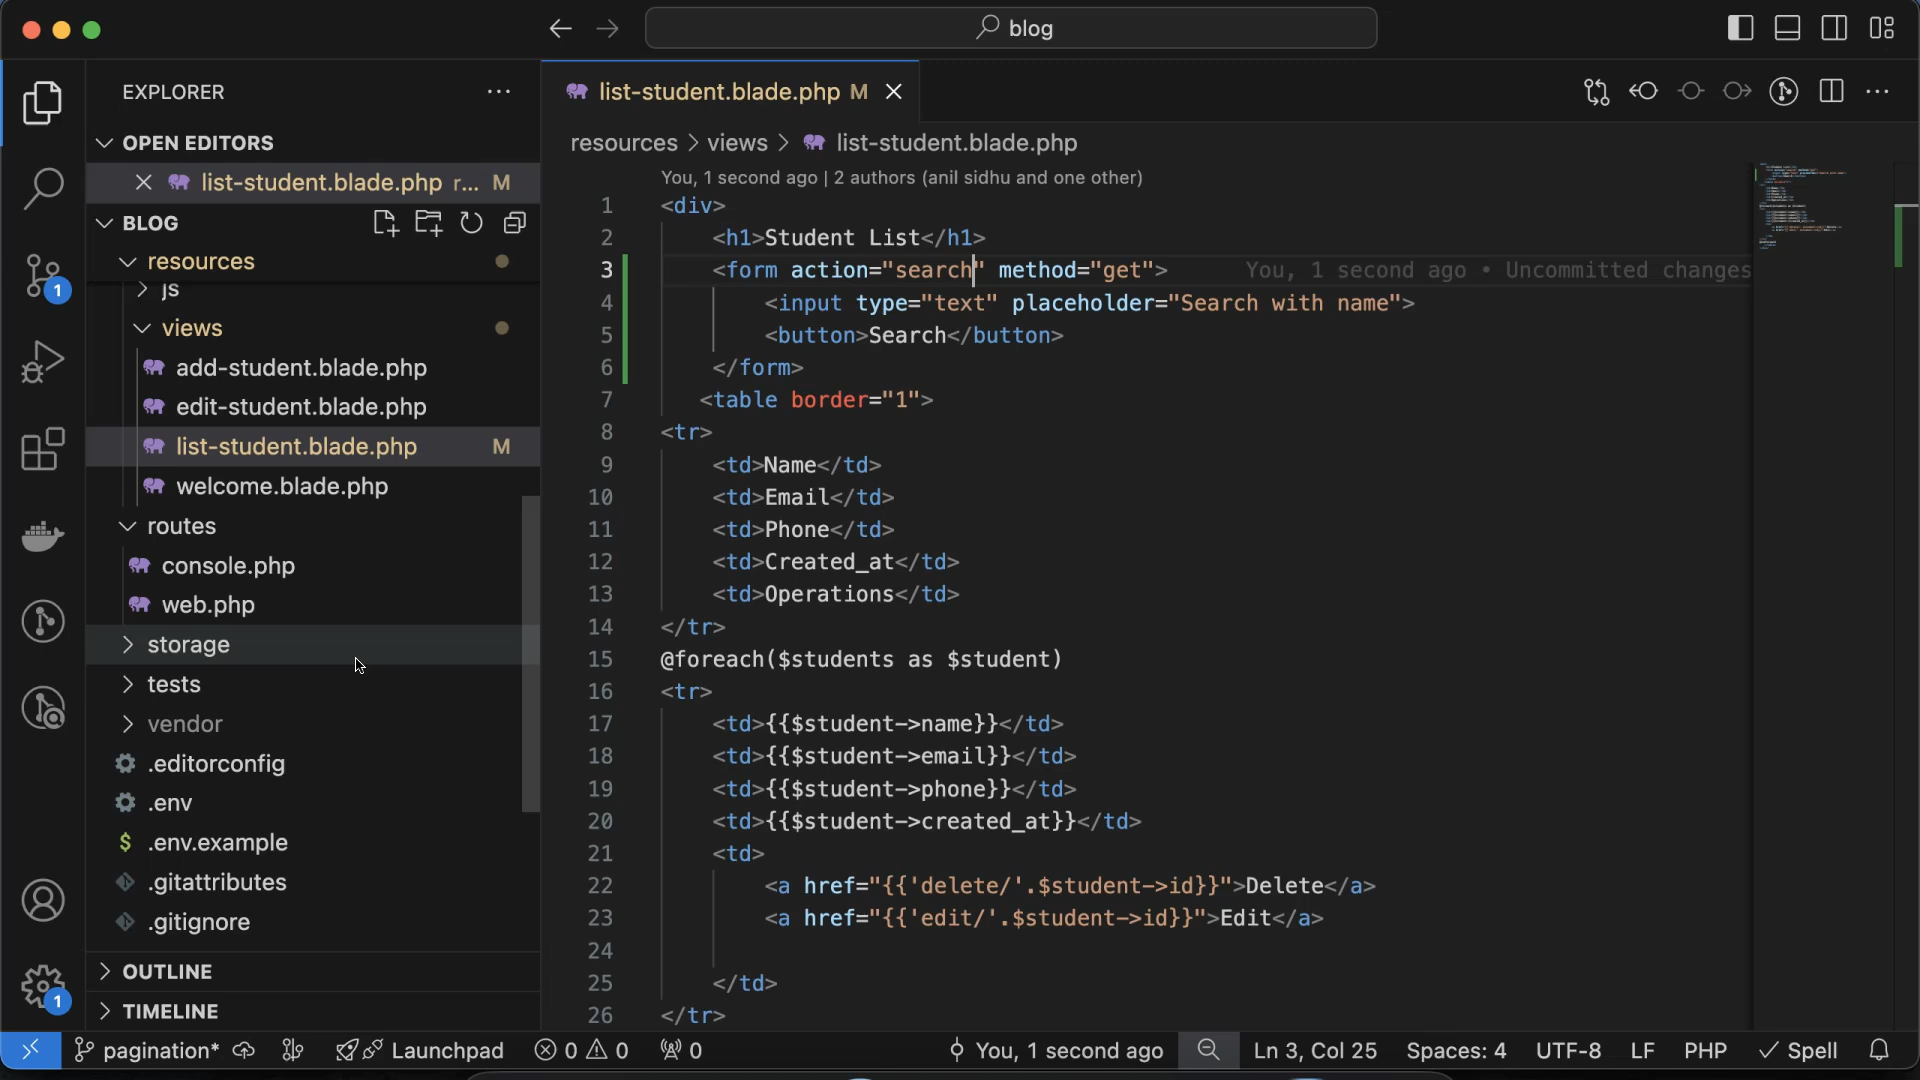 blog
EXPLORER
OPEN EDITORS
list-student.blade.php r... M
BLOG
resources
js
views
add-student.blade.php
edit-student.blade.php
list-student.blade.php M
welcome.blade.php
routes
console.php
web.php
storage
tests
vendor
.editorconfig
.env
$ .env.example
.gitattributes
.gitignore
OUTLINE
TIMELINE
1
1
list-student.blade.php M
resources > views > list-student.blade.php
You, 1 second ago | 2 authors (anil sidhu and one other)
1 <div>
2 <h1>Student List</h1>
3 <form action="search" method="get"> You, 1 second ago • Uncommitted changes
4 <input type="text" placeholder="Search with name">
5 <button>Search</button>
6 </form>
7 <table border="1">
8 <tr>
9 <td>Name</td>
10 <td>Email</td>
11 <td>Phone</td>
12 <td>Created_at</td>
13 <td>Operations</td>
14 </tr>
15 @foreach($students as $student)
16 <tr>
17 <td>{{$student->name}}</td>
18 <td>{{$student->email}}</td>
19 <td>{{$student->phone}}</td>
20 <td>{{$student->created_at}}</td>
21 <td>
22 <a href="{{'delete/'.$student->id}}">Delete</a>
23 <a href="{{'edit/'.$student->id}}">Edit</a>
24
25 </td>
26 </tr>
pagination* Launchpad 0 0 0 You, 1 second ago Ln 3, Col 25 Spaces: 4 UTF-8 LF PHP Spell